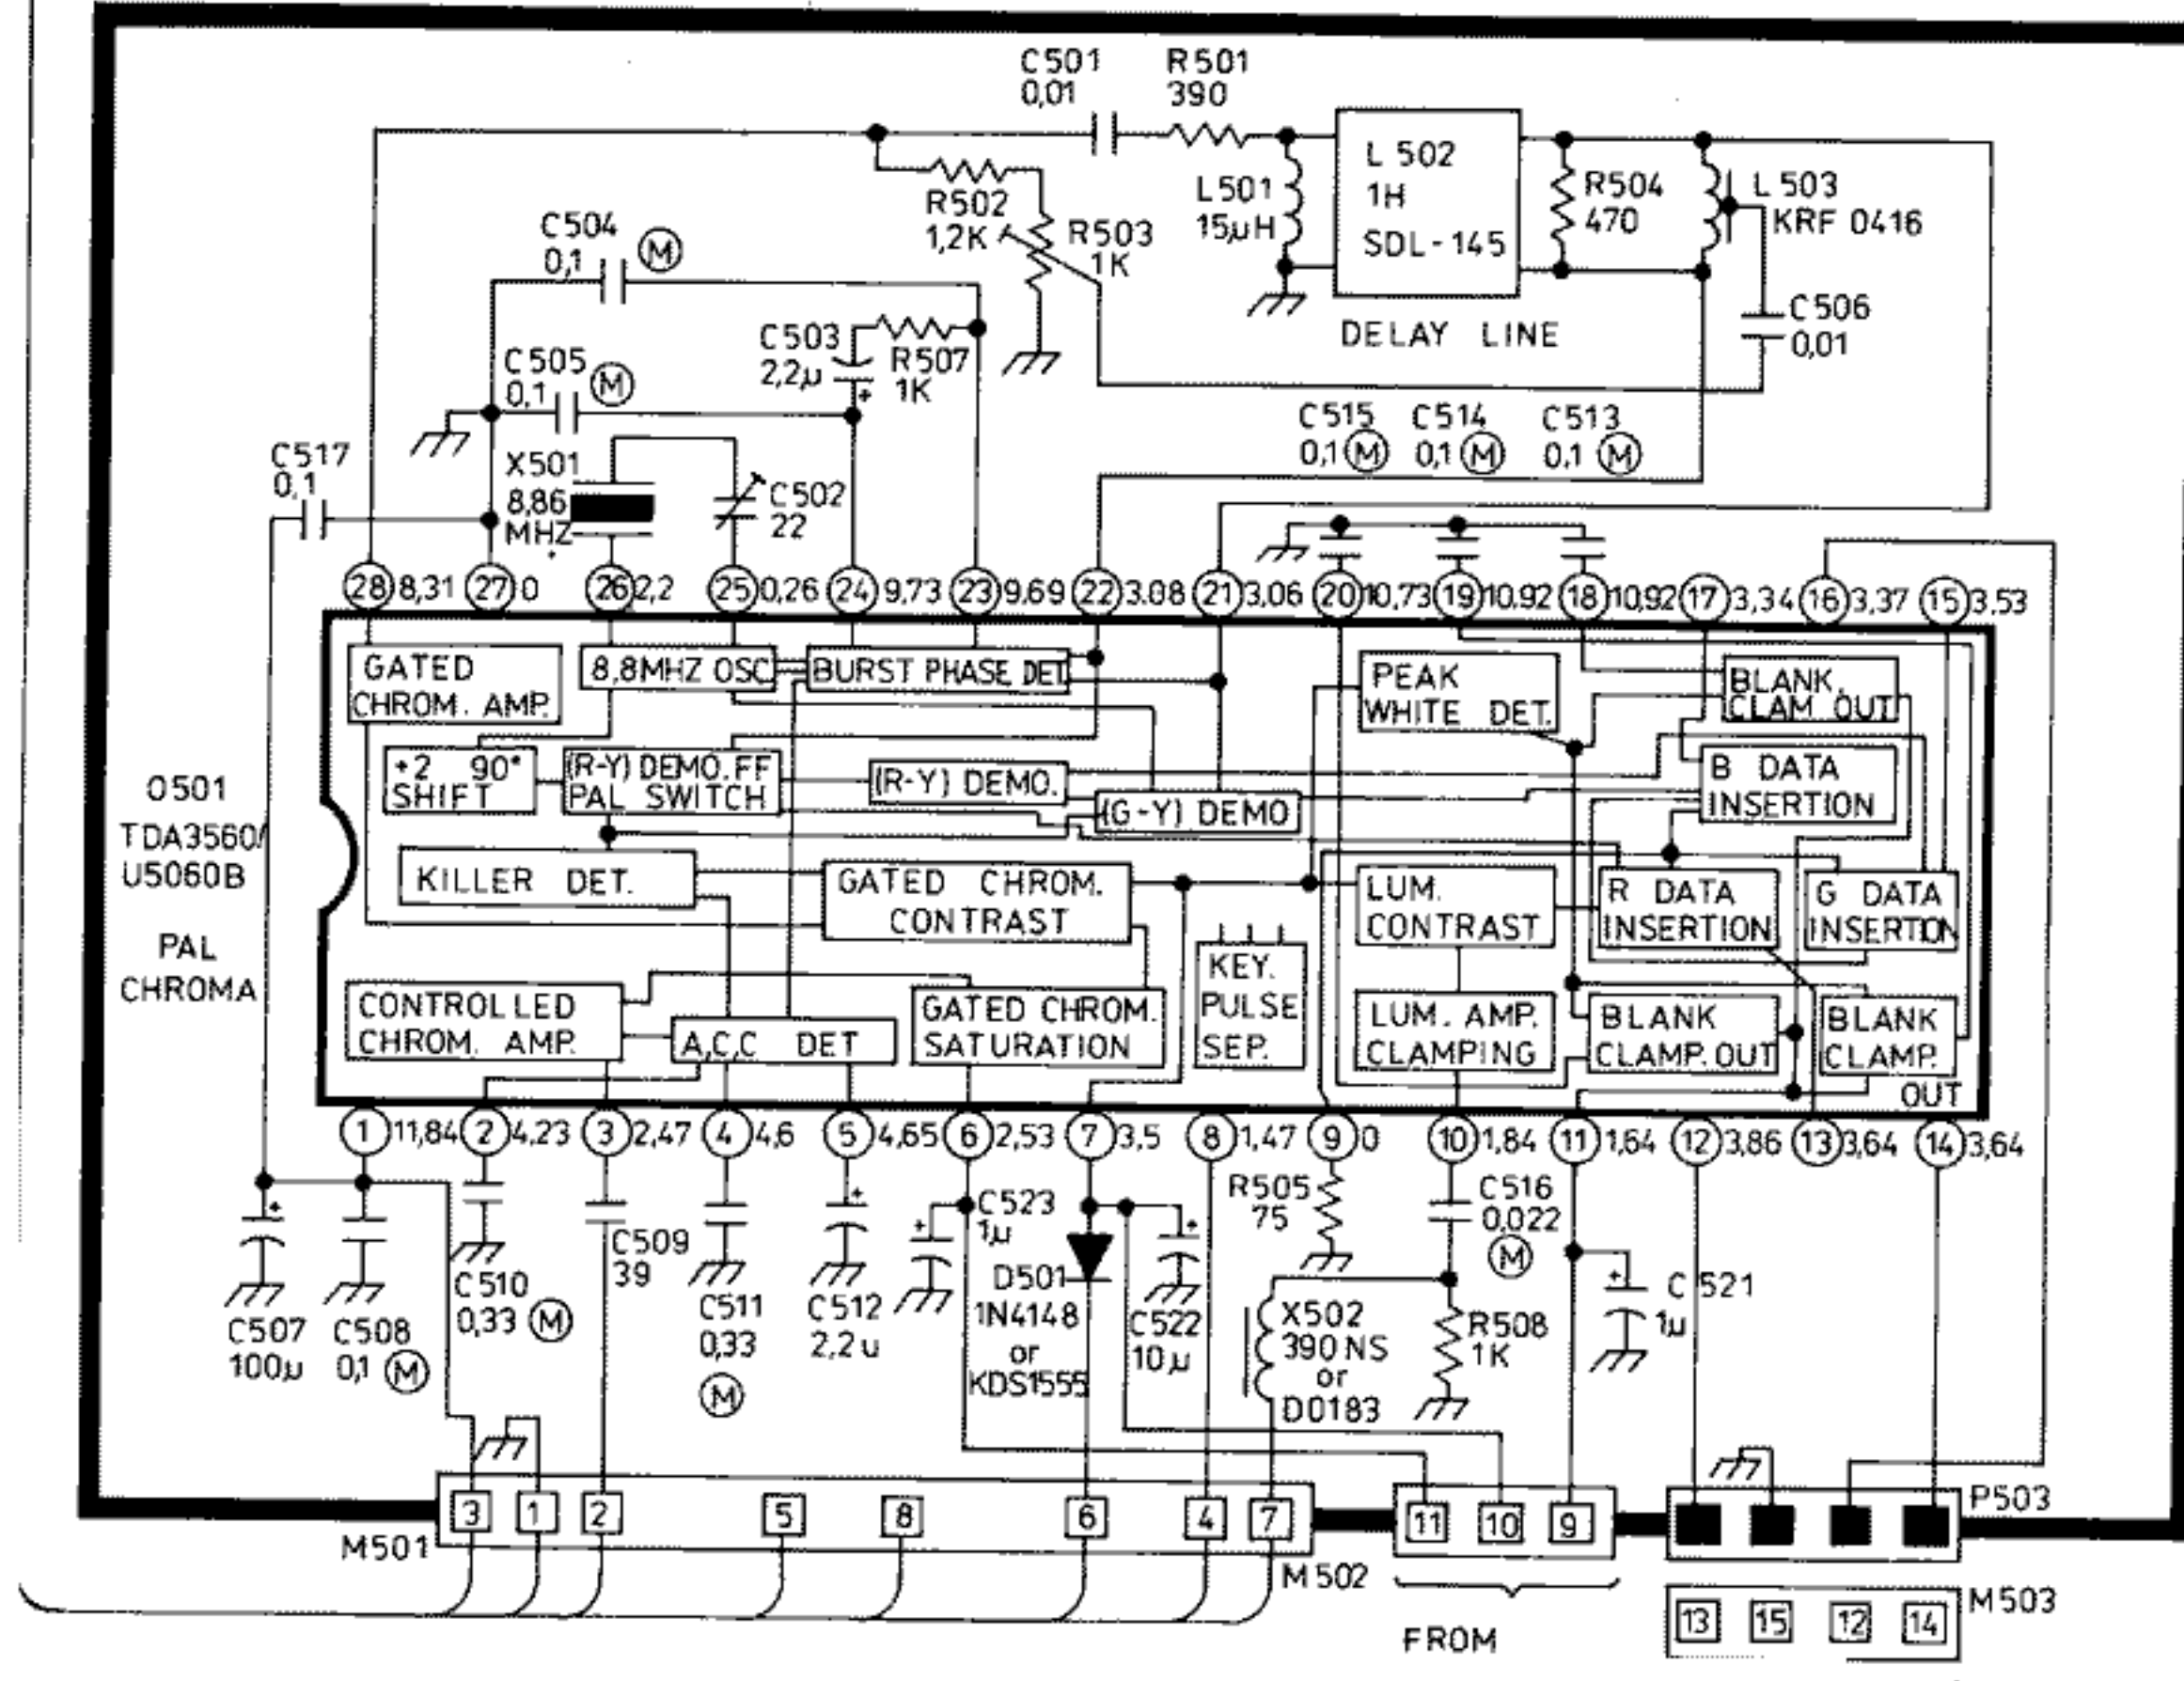 C501
0,01
R501
390
L 502
1H
SDL-145
DELAY LINE
L501
15µH
R504
470
L 503
KRF 0416
C506
0,01
R502
1,2K
R503
1K
C504
0,1 M
C503
2,2µ
R507
1K
C505
0,1 M
C517
0,1
X501
8,86
MHZ
C502
22
C515
0,1 M
C514
0,1 M
C513
0,1 M
28 8,31
27 0
26 2,2
25 0,26
24 9,73
23 9,69
22 3.08
21 3,06
20 10,73
19 10,92
18 10,92
17 3,34
16 3,37
15 3.53
GATED
CHROM. AMP.
8,8MHZ OSC
BURST PHASE DET
PEAK
WHITE DET.
BLANK.
CLAM OUT
+2 90°
SHIFT
(R-Y) DEMO.FF
PAL SWITCH
(R-Y) DEMO.
(G-Y) DEMO
B DATA
INSERTION
O501
TDA3560/
U5060B
PAL
CHROMA
KILLER DET.
GATED CHROM.
CONTRAST
LUM.
CONTRAST
R DATA
INSERTION
G DATA
INSERTION
CONTROLLED
CHROM. AMP.
A,C,C DET
GATED CHROM.
SATURATION
KEY.
PULSE
SEP.
LUM. AMP.
CLAMPING
BLANK
CLAMP.OUT
BLANK
CLAMP.
OUT
1 11,84
2 4,23
3 2,47
4 4,6
5 4,65
6 2,53
7 3,5
8 1,47
9 0
10 1,84
11 1,64
12 3,86
13 3,64
14 3,64
C507
100µ
C508
0,1 M
C510
0,33 M
C509
39
C511
0,33
M
C512
2,2u
C523
1µ
D501
1N4148
or
KDS1555
C522
10µ
R505
75
C516
0,022
M
X502
390 NS
or
D0183
R508
1K
C521
1µ
M501
3 1 2 5 8 6 4 7
M502
11 10 9
FROM
P503
M503
13 15 12 14